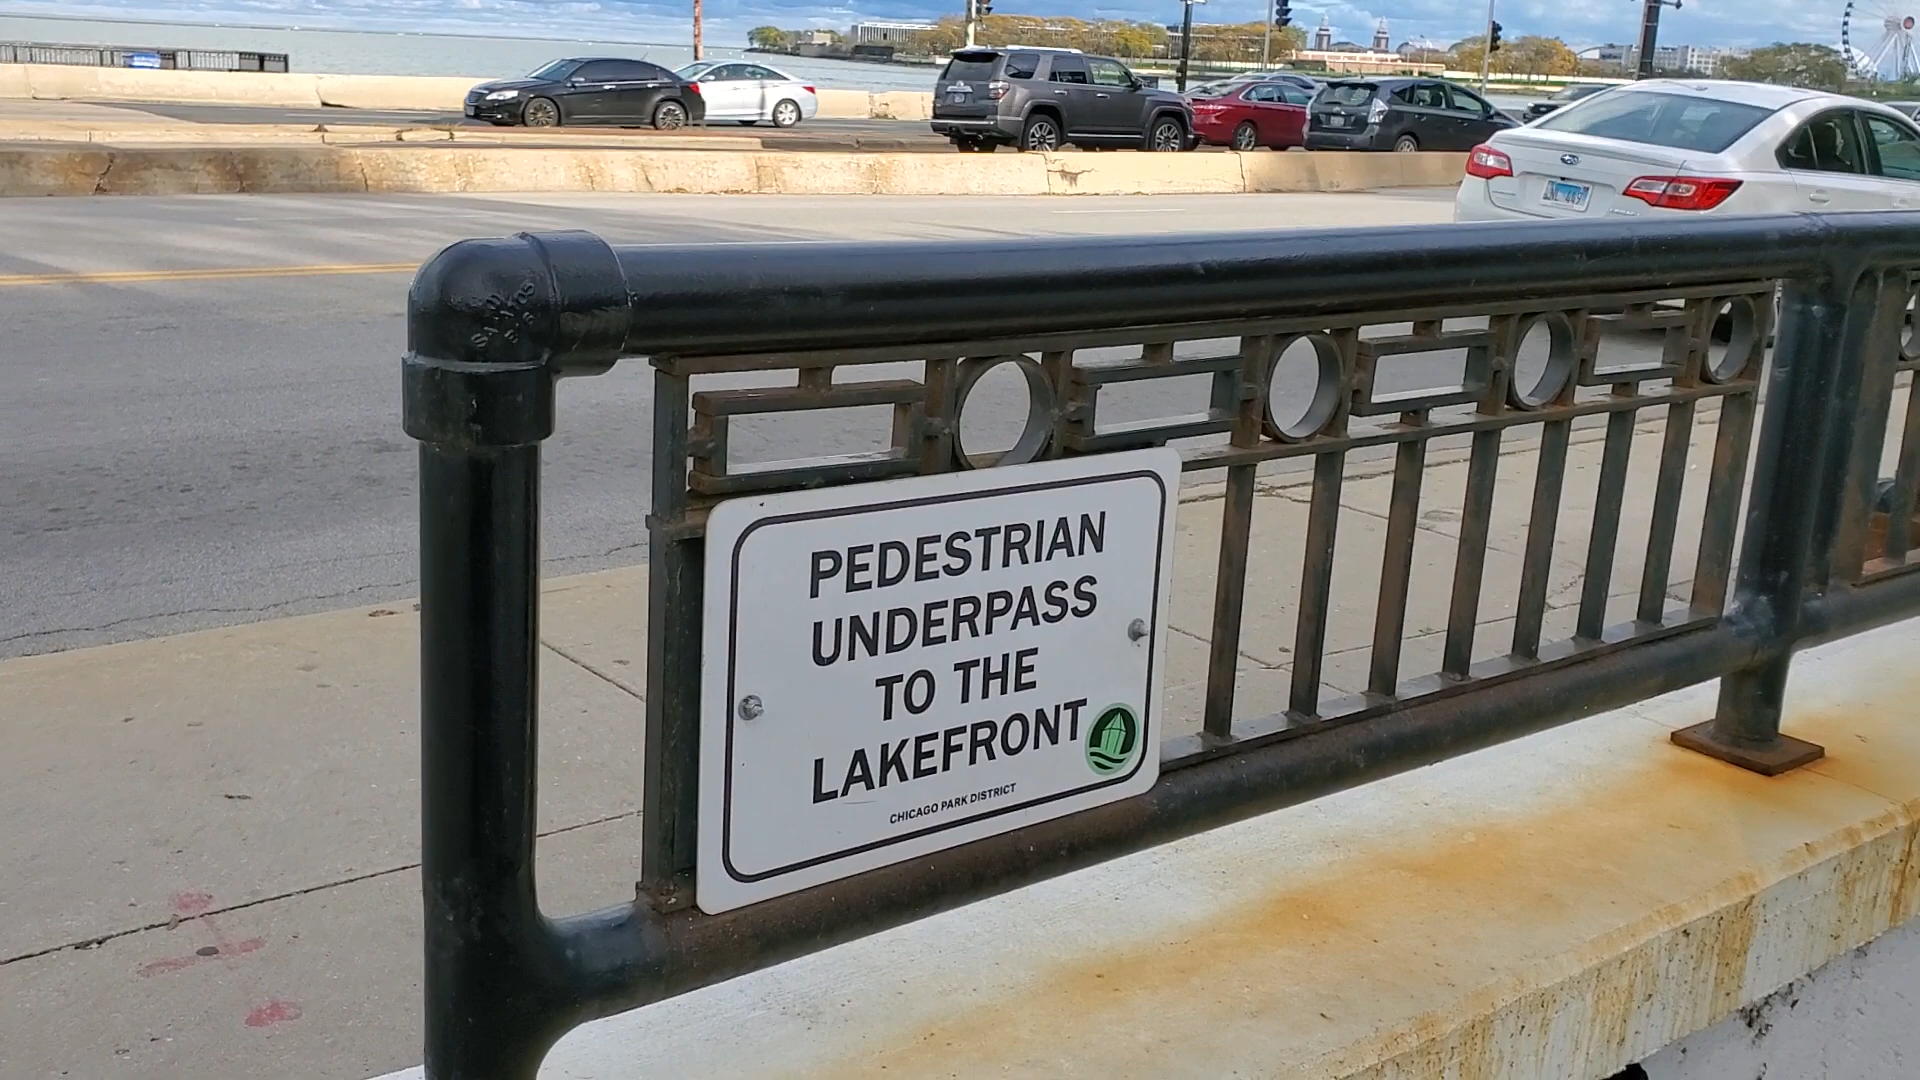 PEDESTRIAN
UNDERPASS
TO THE
LAKEFRONT
CHICAGO PARK DISTRICT